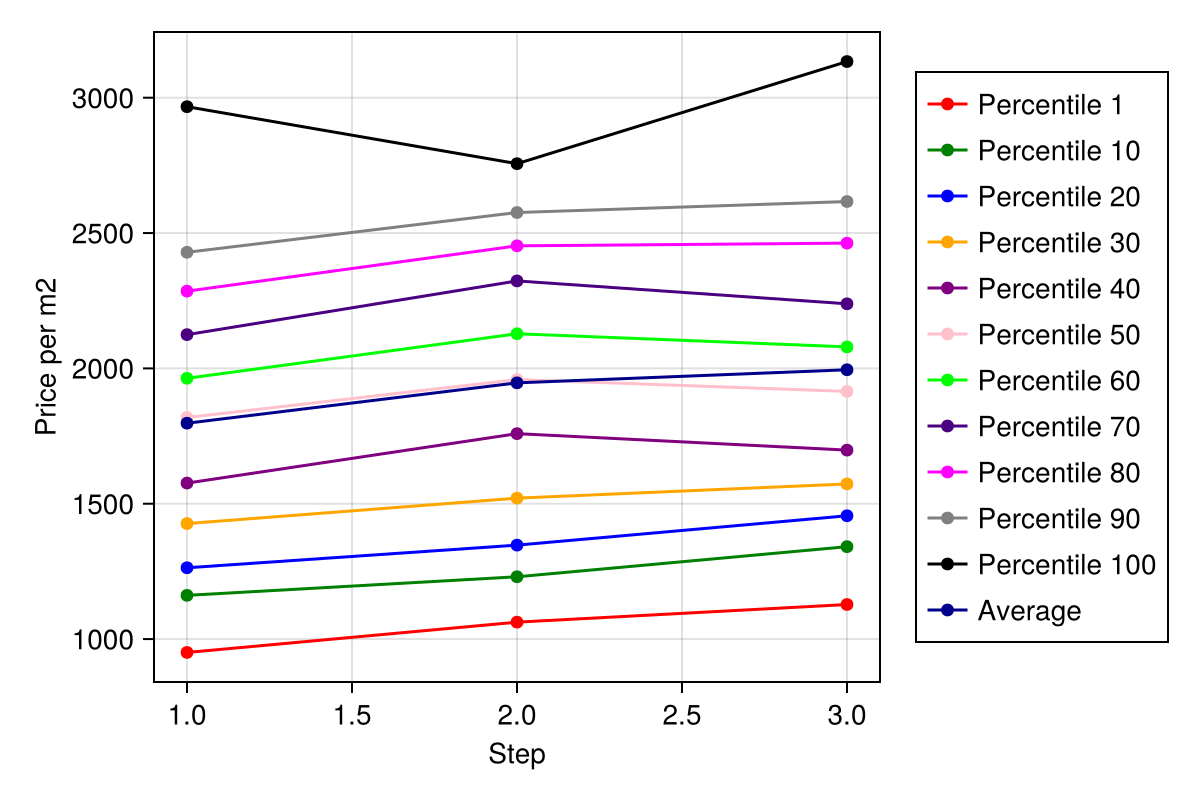 3000
2500
2000
1500
1000
Price per m2
1.0 1.5 2.0 2.5 3.0
Step
Percentile 1
Percentile 10
Percentile 20
Percentile 30
Percentile 40
Percentile 50
Percentile 60
Percentile 70
Percentile 80
Percentile 90
Percentile 100
Average